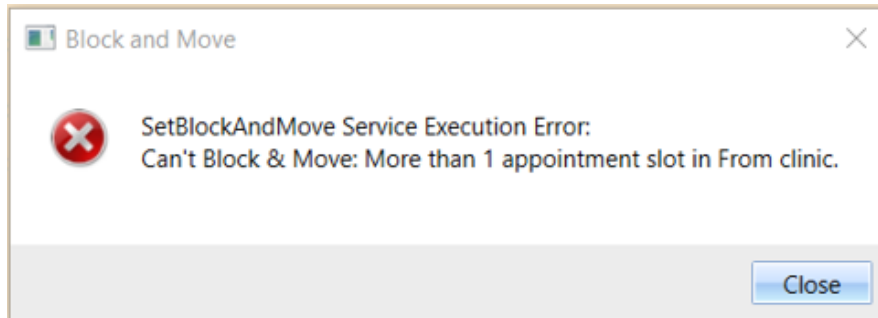 Block and Move
SetBlockAndMove Service Execution Error:
Can't Block & Move: More than 1 appointment slot in From clinic.
Close